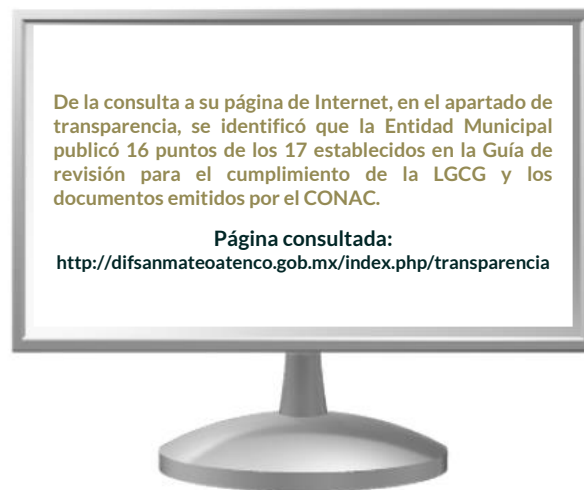 De la consulta a su página de Internet, en el apartado de
transparencia, se identificó que la Entidad Municipal
publicó 16 puntos de los 17 establecidos en la Guía de
revisión para el cumplimiento de la LGCG y los
documentos emitidos por el CONAC.
Página consultada:
http://difsanmateoatenco.gob.mx/index.php/transparencia